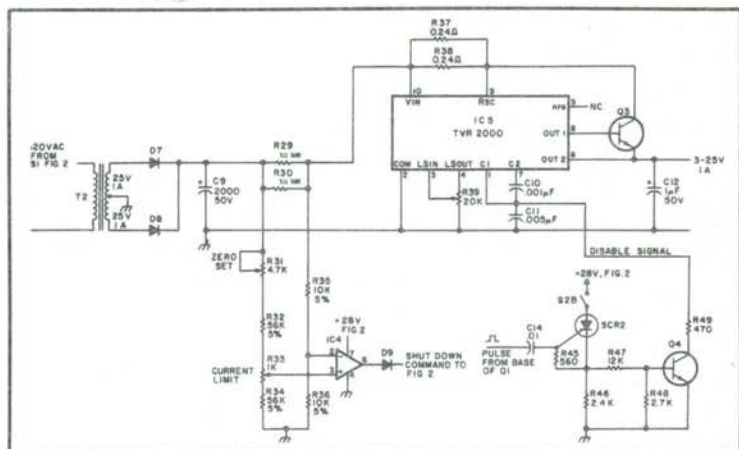 R37
0.24Ω
R38
0.24Ω
10
VIN
9
RSC
IC5
TVR 2000
NC
OUT 1
OUT 2
Q3
3-25V
1A
COM
LSIN
LSOUT
C1
C2
2
3
4
1
7
R39
20K
C10
.001µF
C11
.005µF
C12
1µF
50V
120VAC
FROM
S1 FIG. 2
T2
25V
1A
25V
1A
D7
D8
C9
2000
50V
R29
R30
ZERO
SET
R31
4.7K
R32
56K
5%
CURRENT
LIMIT
R33
1K
R34
56K
5%
R35
10K
5%
R36
10K
5%
+28V
FIG. 2
IC4
2
3
7
6
4
D9
SHUT DOWN
COMMAND TO
FIG 2
DISABLE SIGNAL
+28V, FIG. 2
S2B
SCR2
C14
.01
PULSE FROM BASE
OF Q1
R45
560
R47
12K
R46
2.4K
R48
2.7K
Q4
R49
470